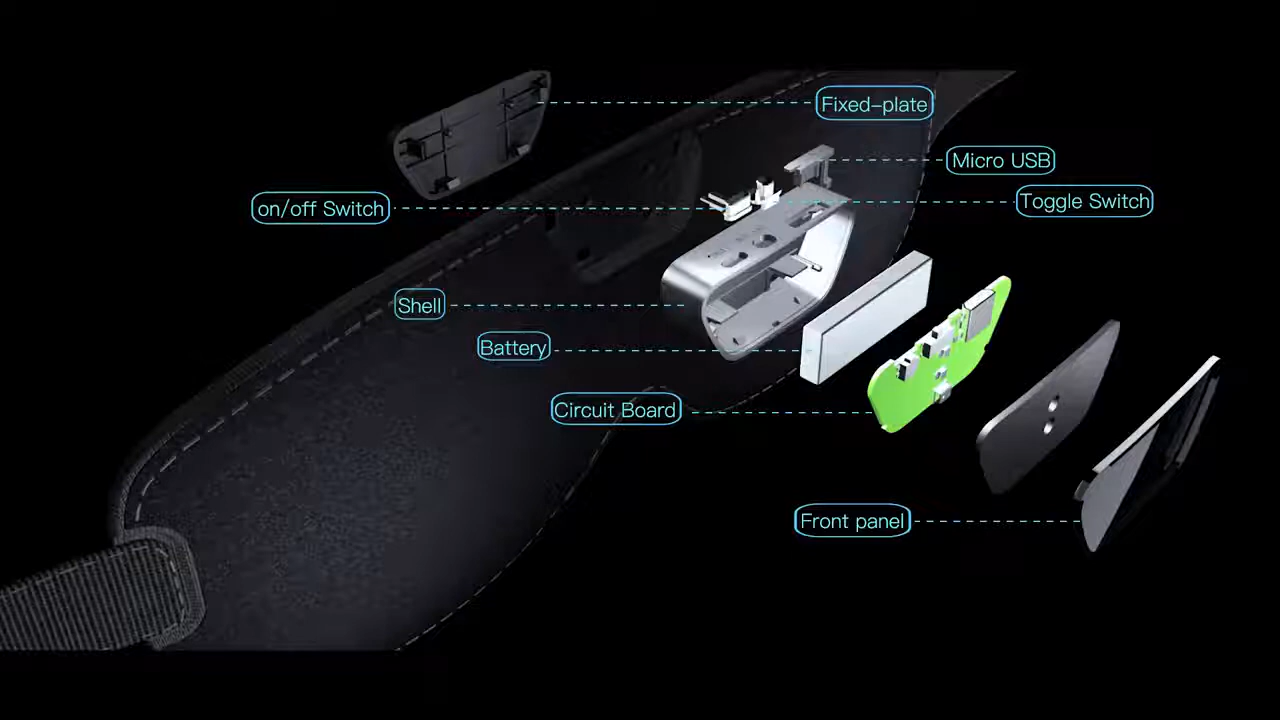 Fixed-plate
Micro USB
Toggle Switch
on/off Switch
Shell
Battery
Circuit Board
Front panel